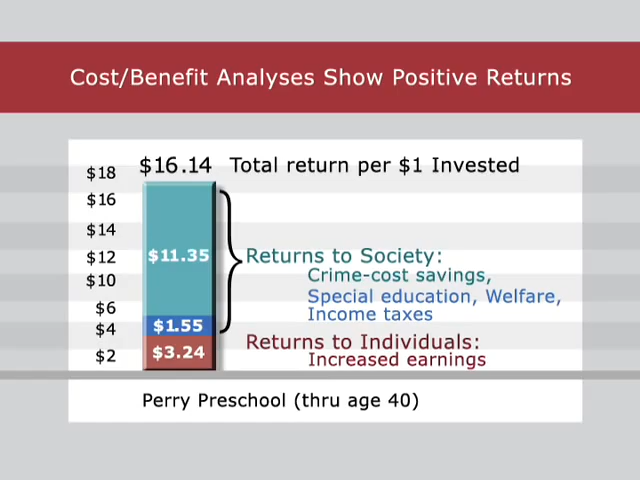 Cost/Benefit Analyses Show Positive Returns
$16.14 Total return per $1 Invested
$18
$16
$14
$12
$10
$6
$4
$2
$11.35
$1.55
$3.24
Returns to Society:
Crime-cost savings,
Special education, Welfare,
Income taxes
Returns to Individuals:
Increased earnings
Perry Preschool (thru age 40)